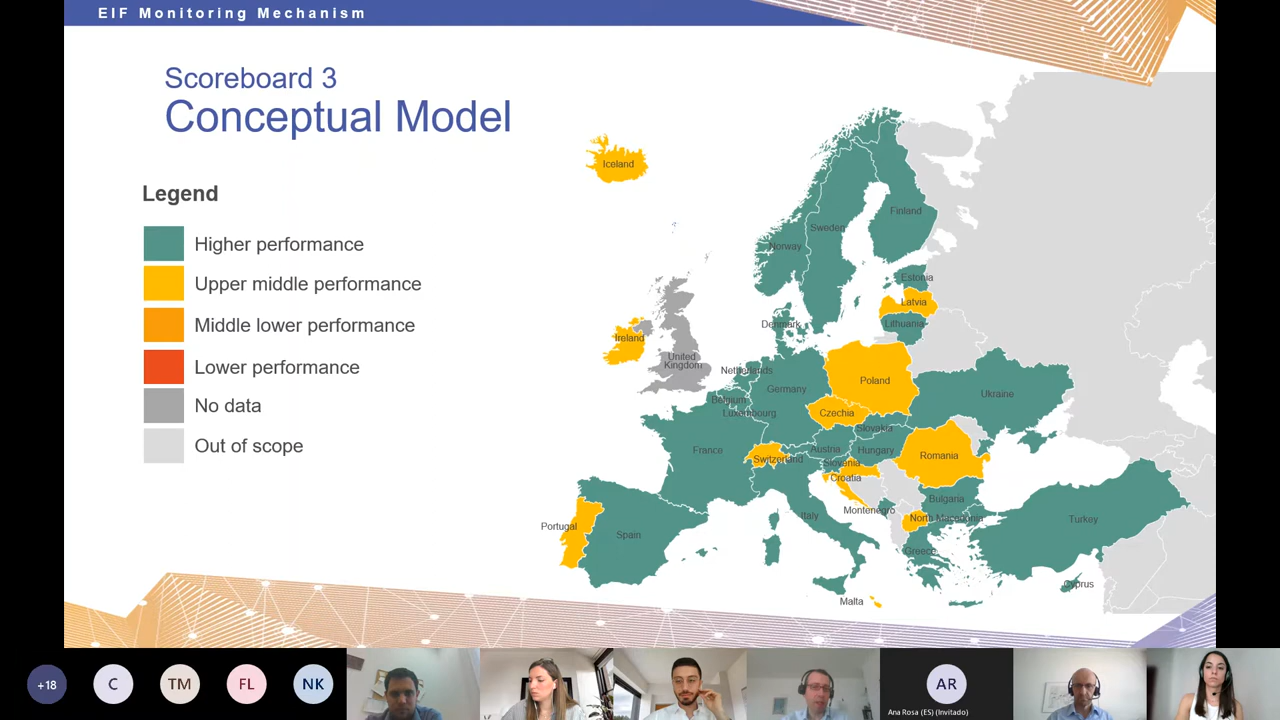 EIF Monitoring Mechanism
Scoreboard 3
Conceptual Model
Legend
Higher performance
Upper middle performance
Middle lower performance
Lower performance
No data
Out of scope
Iceland
Finland
Sweden
Norway
Estonia
Latvia
Lithuania
Denmark
Ireland
United
Kingdom
Netherlands
Poland
Germany
Ukraine
Belgium
Luxembourg
Czechia
Slovakia
France
Austria
Hungary
Switzerland
Slovenia
Romania
Croatia
Bulgaria
Montenegro
Italy
North Macedonia
Turkey
Portugal
Spain
Greece
Cyprus
Malta
+18
C
TM
FL
NK
AR
Ana Rosa (ES) (Invitado)